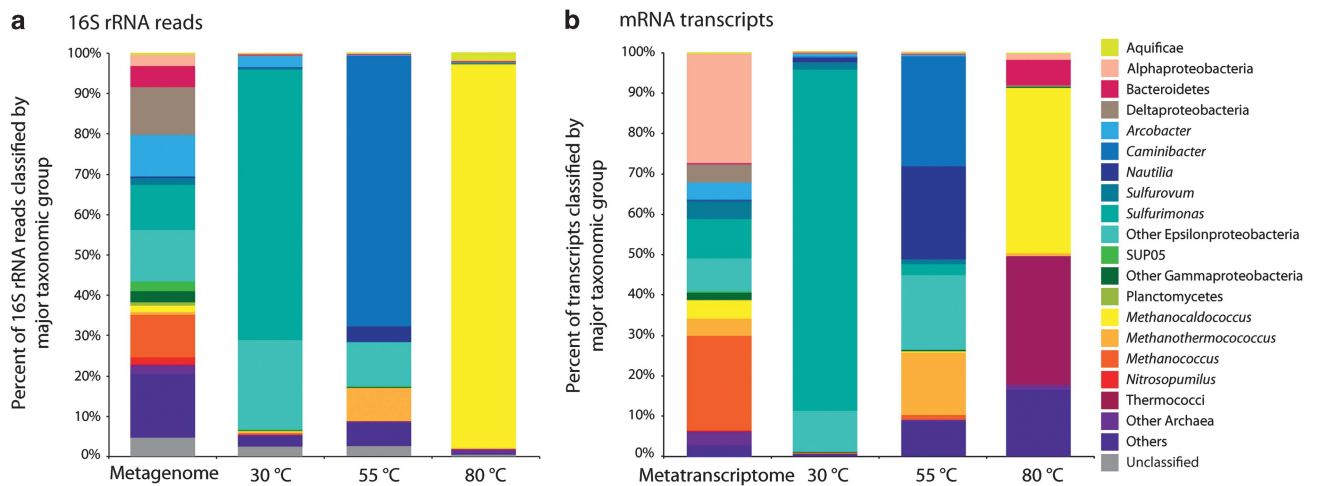 a 16S rRNA reads
Percent of 16S rRNA reads classified by
major taxonomic group
100%
90%
80%
70%
60%
50%
40%
30%
20%
10%
0%
Metagenome 30 °C 55 °C 80 °C
b mRNA transcripts
Percent of transcripts classified by
major taxonomic group
100%
90%
80%
70%
60%
50%
40%
30%
20%
10%
0%
Metatranscriptome 30 °C 55 °C 80 °C
Aquificae
Alphaproteobacteria
Bacteroidetes
Deltaproteobacteria
Arcobacter
Caminibacter
Nautilia
Sulfurovum
Sulfurimonas
Other Epsilonproteobacteria
SUP05
Other Gammaproteobacteria
Planctomycetes
Methanocaldococcus
Methanothermococococcus
Methanococcus
Nitrosopumilus
Thermococci
Other Archaea
Others
Unclassified